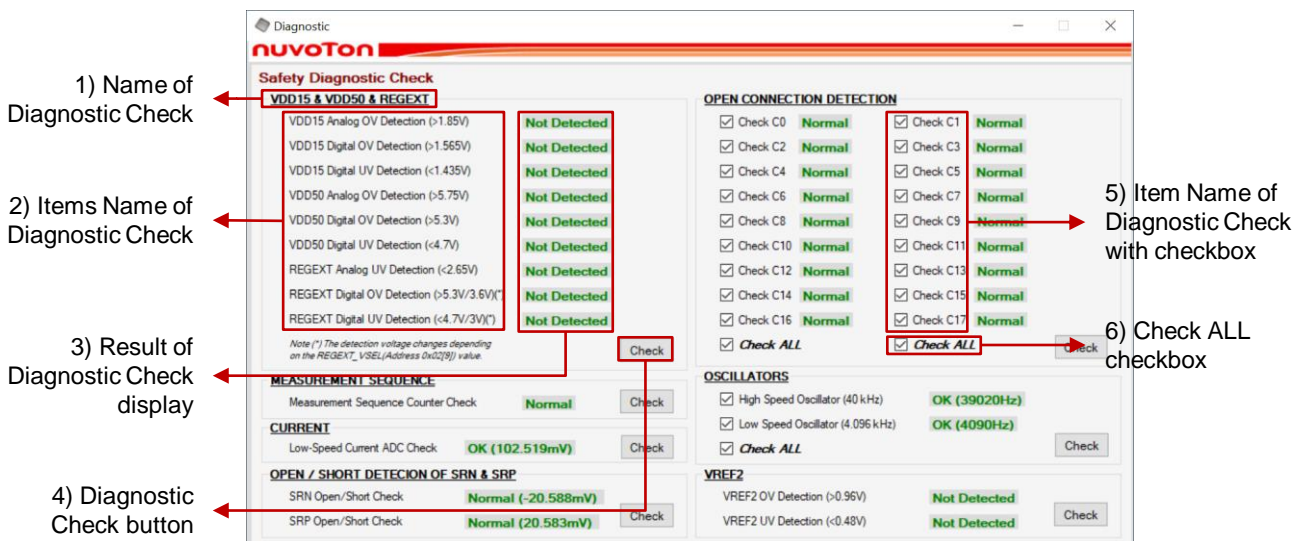 Diagnostic
nuvoTon
Safety Diagnostic Check
1) Name of
Diagnostic Check
VDD15 & VDD50 & REGEXT
VDD15 Analog OV Detection (>1.85V) Not Detected
VDD15 Digital OV Detection (>1.565V) Not Detected
VDD15 Digital UV Detection (<1.435V) Not Detected
VDD50 Analog OV Detection (>5.75V) Not Detected
2) Items Name of
Diagnostic Check
VDD50 Digital OV Detection (>5.3V) Not Detected
VDD50 Digital UV Detection (<4.7V) Not Detected
REGEXT Analog UV Detection (<2.65V) Not Detected
REGEXT Digital OV Detection (>5.3V/3.6V)(*) Not Detected
REGEXT Digital UV Detection (<4.7V/3V)(*) Not Detected
3) Result of
Diagnostic Check
display
Note (*) The detection voltage changes depending
on the REGEXT_VSEL(Address 0x02[9]) value.
Check
MEASUREMENT SEQUENCE
Measurement Sequence Counter Check Normal Check
CURRENT
Low-Speed Current ADC Check OK (102.519mV) Check
OPEN / SHORT DETECION OF SRN & SRP
4) Diagnostic
Check button
SRN Open/Short Check Normal (-20.588mV)
SRP Open/Short Check Normal (20.583mV) Check
OPEN CONNECTION DETECTION
Check C0 Normal Check C1 Normal
Check C2 Normal Check C3 Normal
Check C4 Normal Check C5 Normal
Check C6 Normal Check C7 Normal
Check C8 Normal Check C9 Normal
Check C10 Normal Check C11 Normal
Check C12 Normal Check C13 Normal
Check C14 Normal Check C15 Normal
Check C16 Normal Check C17 Normal
Check ALL Check ALL Check
5) Item Name of
Diagnostic Check
with checkbox
6) Check ALL
checkbox
OSCILLATORS
High Speed Oscillator (40 kHz) OK (39020Hz)
Low Speed Oscillator (4.096 kHz) OK (4090Hz)
Check ALL Check
VREF2
VREF2 OV Detection (>0.96V) Not Detected
VREF2 UV Detection (<0.48V) Not Detected
Check